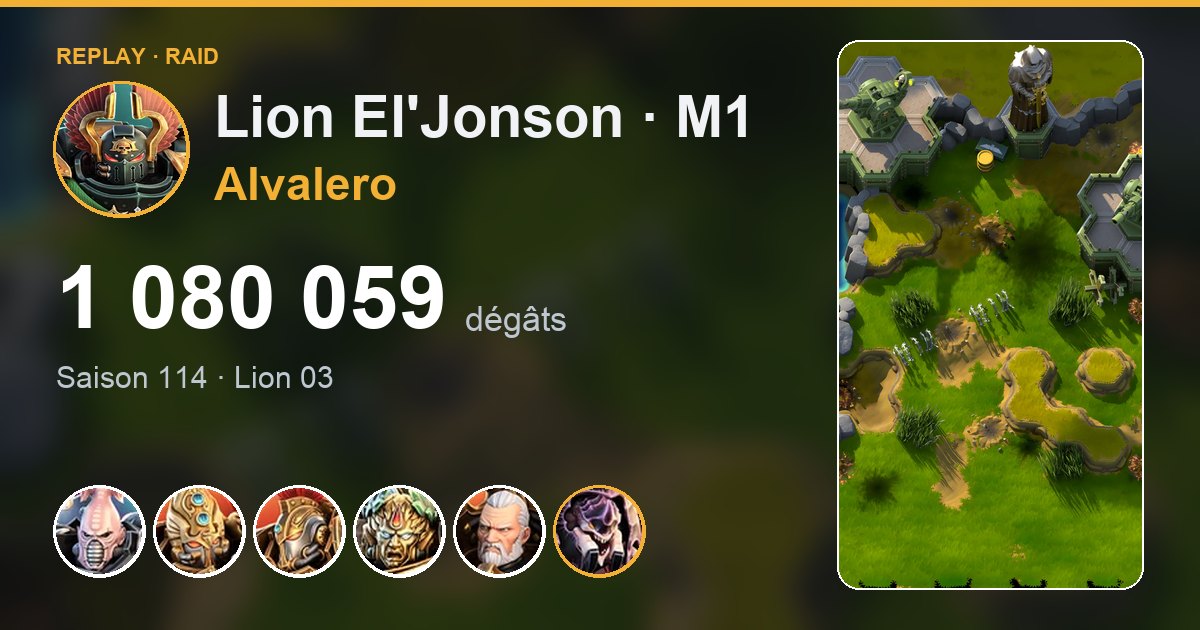 REPLAY · RAID
Lion El'Jonson · M1
Alvalero
1 080 059 dégâts
Saison 114 · Lion 03